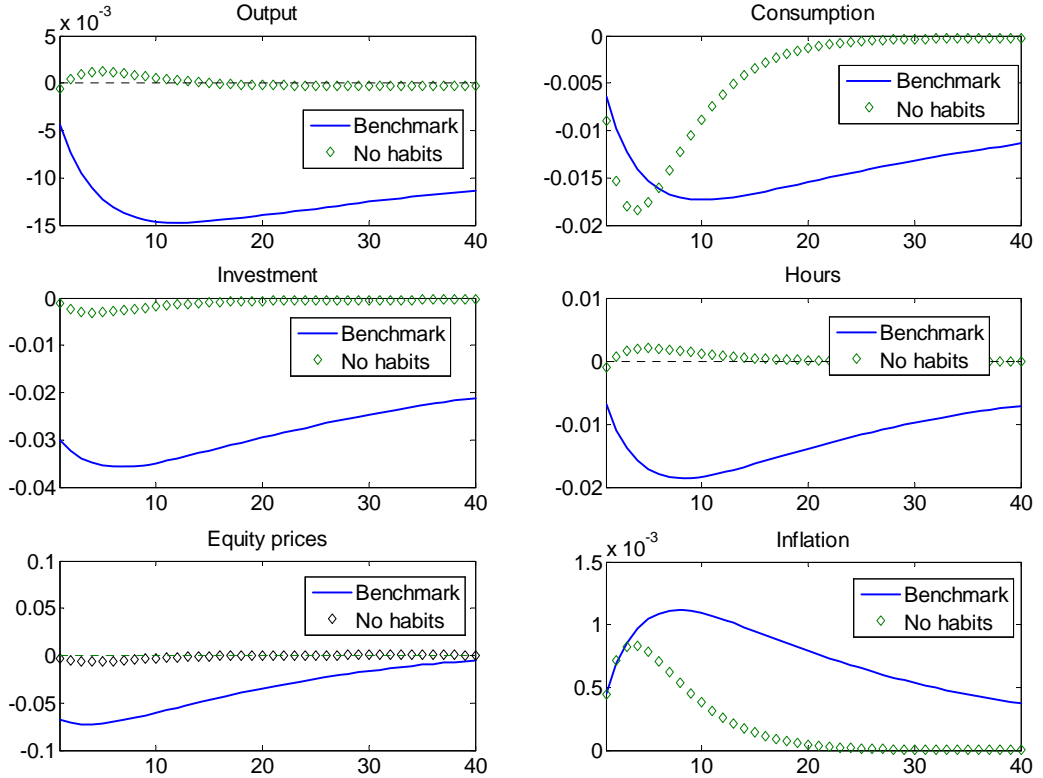 Output
x 10 -3
5
0
-5
-10
-15
10 20 30 40
Benchmark
No habits
Consumption
0
-0.005
-0.01
-0.015
-0.02
10 20 30 40
Benchmark
No habits
Investment
0
-0.01
-0.02
-0.03
-0.04
10 20 30 40
Benchmark
No habits
Hours
0.01
0
-0.01
-0.02
10 20 30 40
Benchmark
No habits
Equity prices
0.1
0.05
0
-0.05
-0.1
10 20 30 40
Benchmark
No habits
Inflation
x 10 -3
1.5
1
0.5
0
10 20 30 40
Benchmark
No habits